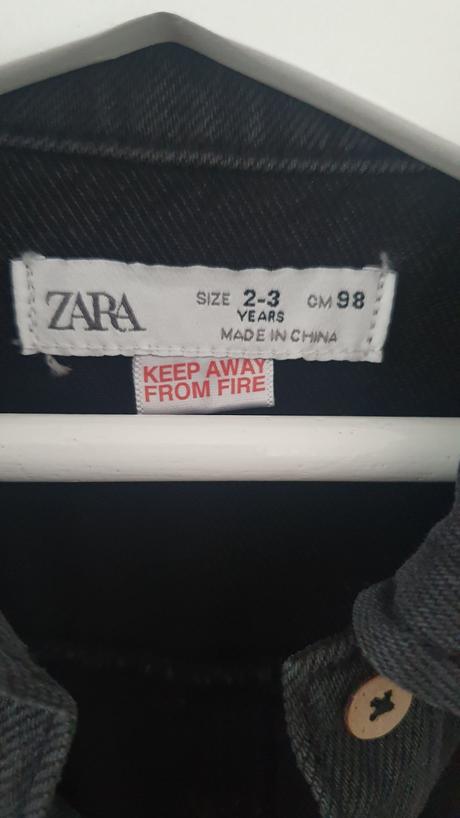 ZARA
SIZE 2-3 CM 98
YEARS
MADE IN CHINA
KEEP AWAY
FROM FIRE